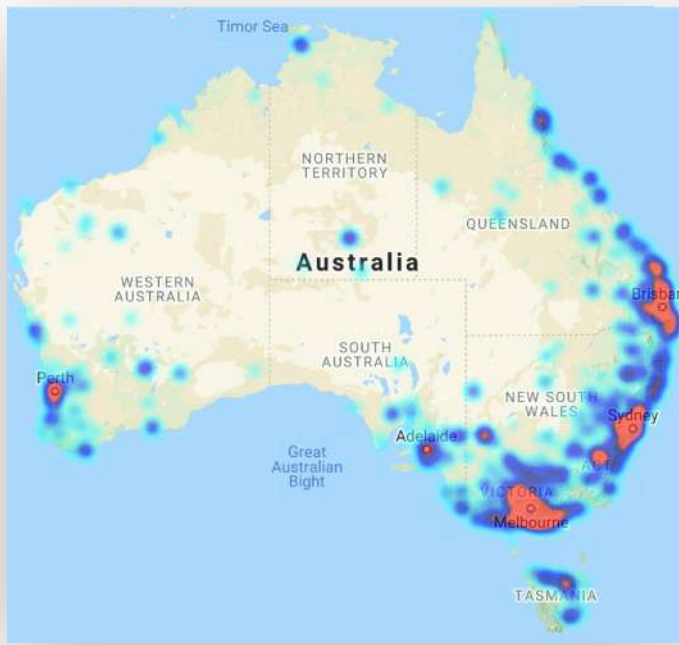 Timor Sea
NORTHERN
TERRITORY
QUEENSLAND
Australia
WESTERN
AUSTRALIA
Brisban
SOUTH
AUSTRALIA
Perth
NEW SOUTH
WALES
Sydney
Adelaide
Great
Australian
Bight
ACT
VICTORIA
Melbourne
TASMANIA